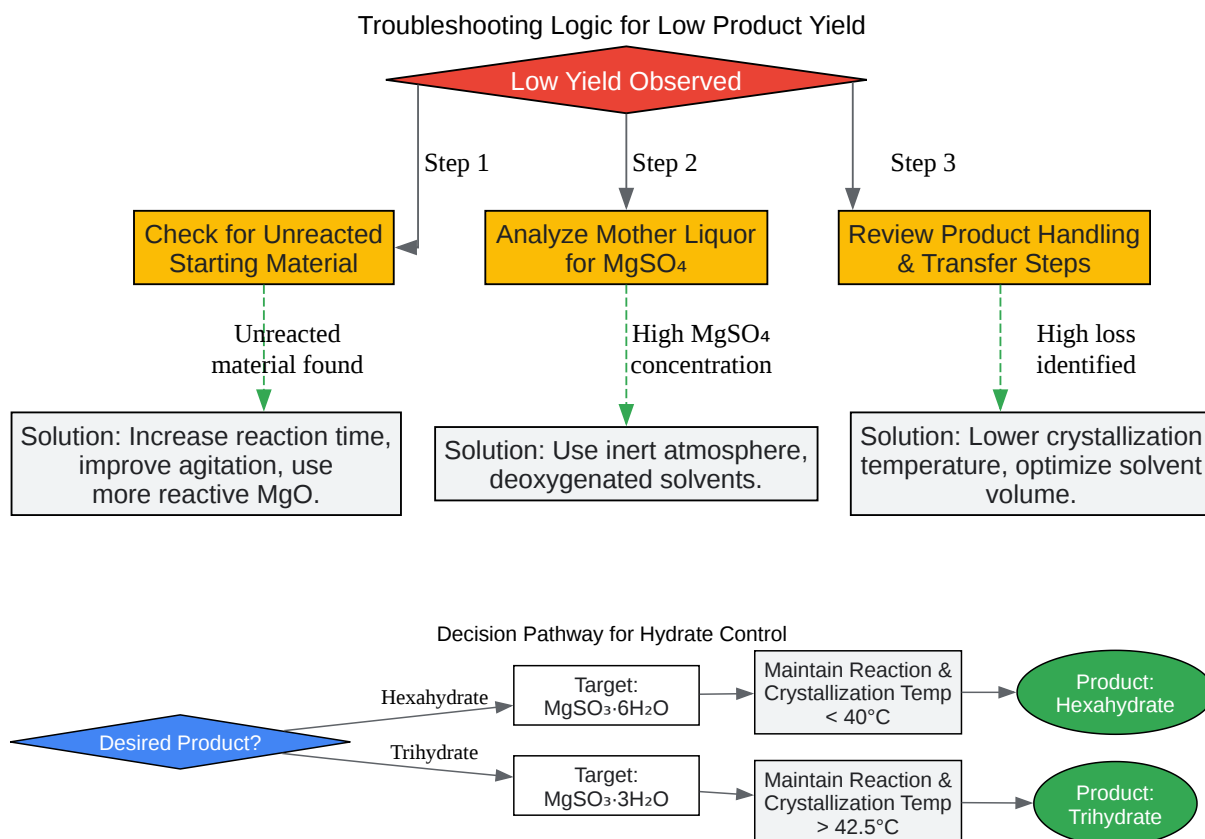 Troubleshooting Logic for Low Product Yield
Low Yield Observed
Step 1
Step 2
Step 3
Check for Unreacted
Starting Material
Analyze Mother Liquor
for MgSO₄
Review Product Handling
& Transfer Steps
Unreacted
material found
High MgSO₄
concentration
High loss
identified
Solution: Increase reaction time,
improve agitation, use
more reactive MgO.
Solution: Use inert atmosphere,
deoxygenated solvents.
Solution: Lower crystallization
temperature, optimize solvent
volume.
Decision Pathway for Hydrate Control
Desired Product?
Hexahydrate
Target:
MgSO₃·6H₂O
Maintain Reaction &
Crystallization Temp
< 40°C
Product:
Hexahydrate
Trihydrate
Target:
MgSO₃·3H₂O
Maintain Reaction &
Crystallization Temp
> 42.5°C
Product:
Trihydrate